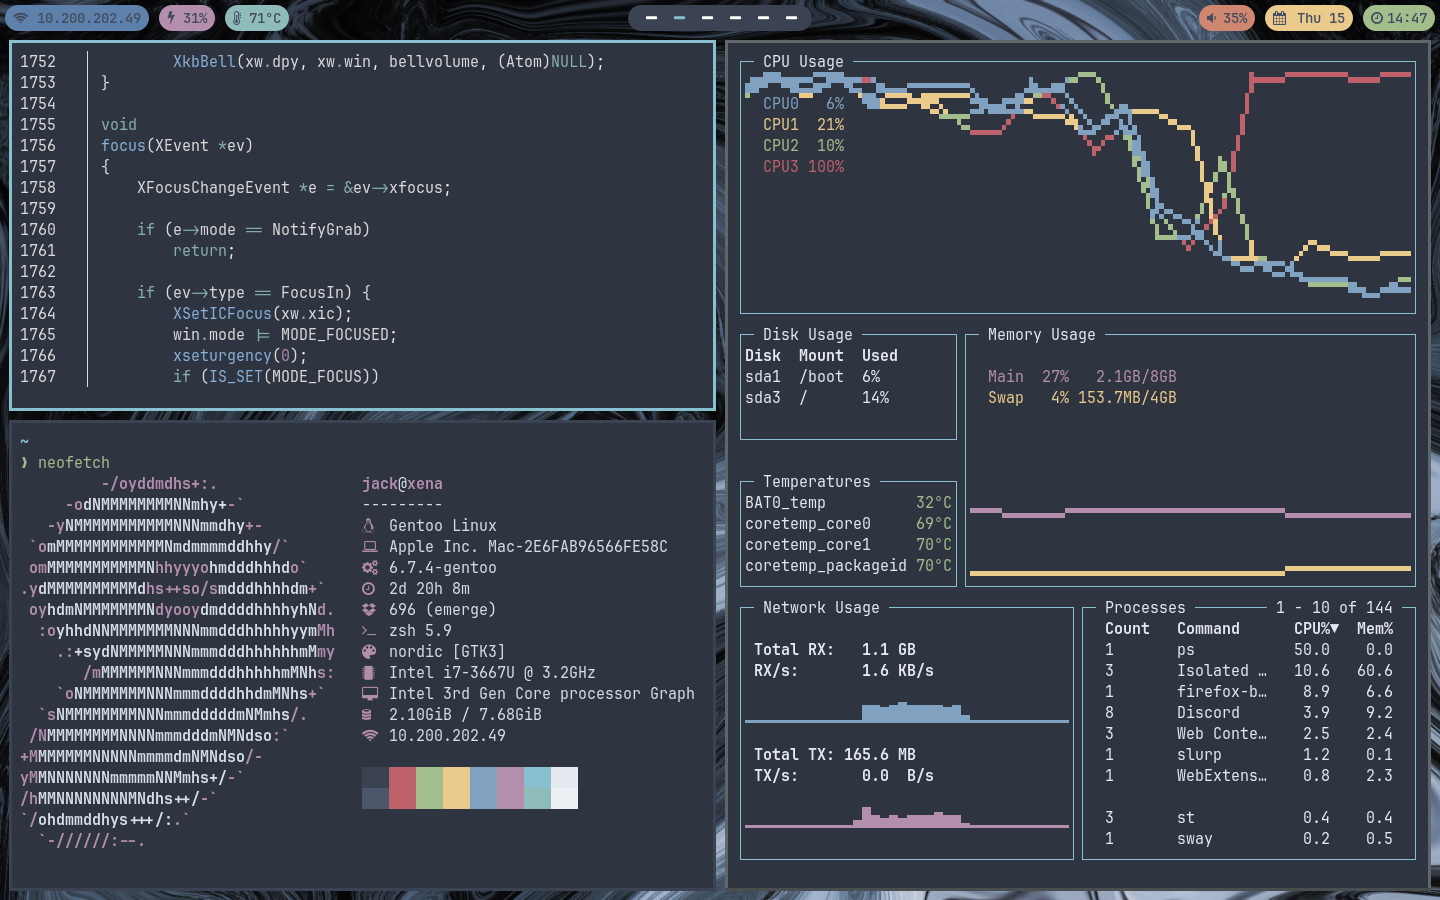 10.200.202.49 31% 71°C 35% Thu 15 14:47
1752 XkbBell(xw.dpy, xw.win, bellvolume, (Atom)NULL);
1753 }
1754
1755 void
1756 focus(XEvent *ev)
1757 {
1758 XFocusChangeEvent *e = &ev->xfocus;
1759
1760 if (e->mode == NotifyGrab)
1761 return;
1762
1763 if (ev->type == FocusIn) {
1764 XSetICFocus(xw.xic);
1765 win.mode |= MODE_FOCUSED;
1766 xseturgency(0);
1767 if (IS_SET(MODE_FOCUS))
~
❯ neofetch
-/oyddmdhs+:.
-odNMMMMMMMMNNmhy+-`
-yNMMMMMMMMMMMNNNmmdhy+-
`omMMMMMMMMMMMMNmdmmmmddhhy/`
omMMMMMMMMMMMNhhyyyohmdddhhhdo`
.ydMMMMMMMMMMdhs++so/smdddhhhhdm+`
oyhdmNMMMMMMMNdyooydmddddhhhhyhNd.
:oyhhdNNMMMMMMMNNNmmdddhhhhhyymMh
.:+sydNMMMMMNNNmmmdddhhhhhhmMmy
/mMMMMMMNNNmmmdddhhhhhmMNhs:
`oNMMMMMMMNNNmmmddddhhdmMNhs+`
`sNMMMMMMMMNNNmmmdddddmNMmhs/.
/NMMMMMMMMNNNNmmmdddmNMNdso:`
+MMMMMMMNNNNNmmmmdmNMNdso/-
yMMNNNNNNNmmmmmNNMmhs+/-`
/hMMNNNNNNNNMNdhs++/-`
`/ohdmmddhys+++/:.`
`-//////:--.
jack@xena
---------
Gentoo Linux
Apple Inc. Mac-2E6FAB96566FE58C
6.7.4-gentoo
2d 20h 8m
696 (emerge)
zsh 5.9
nordic [GTK3]
Intel i7-3667U @ 3.2GHz
Intel 3rd Gen Core processor Graph
2.10GiB / 7.68GiB
10.200.202.49
CPU Usage
CPU0 6%
CPU1 21%
CPU2 10%
CPU3 100%
Disk Usage
Disk Mount Used
sda1 /boot 6%
sda3 / 14%
Memory Usage
Main 27% 2.1GB/8GB
Swap 4% 153.7MB/4GB
Temperatures
BAT0_temp 32°C
coretemp_core0 69°C
coretemp_core1 70°C
coretemp_packageid 70°C
Network Usage
Total RX: 1.1 GB
RX/s: 1.6 KB/s
Total TX: 165.6 MB
TX/s: 0.0 B/s
Processes 1 - 10 of 144
Count Command CPU%▼ Mem%
1 ps 50.0 0.0
3 Isolated … 10.6 60.6
1 firefox-b… 8.9 6.6
8 Discord 3.9 9.2
3 Web Conte… 2.5 2.4
1 slurp 1.2 0.1
1 WebExtens… 0.8 2.3
3 st 0.4 0.4
1 sway 0.2 0.5